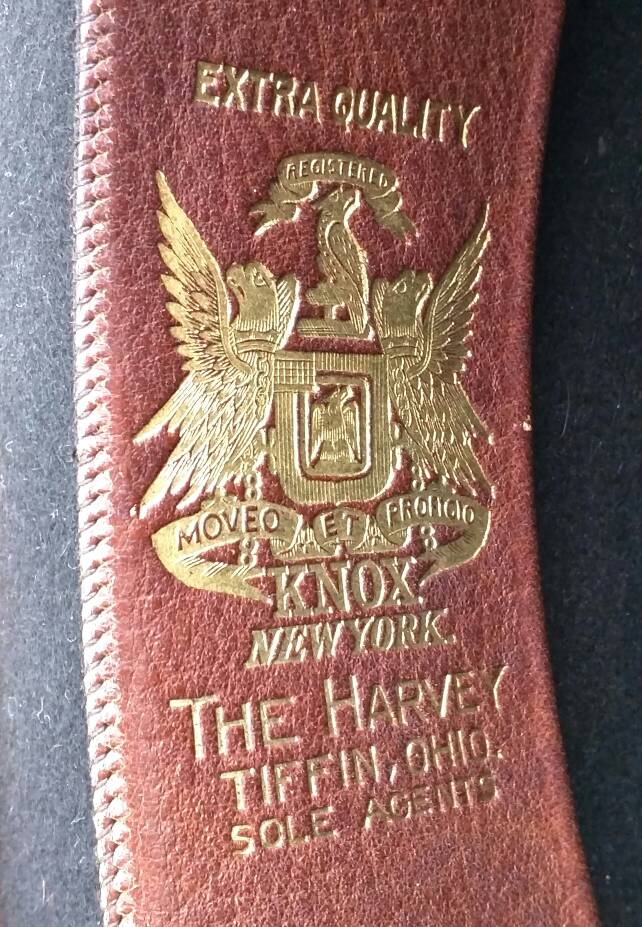 EXTRA QUALITY
REGISTERED
MOVEO ET PROFICIO
KNOX
NEW YORK.
THE HARVEY
TIFFIN, OHIO.
SOLE AGENTS